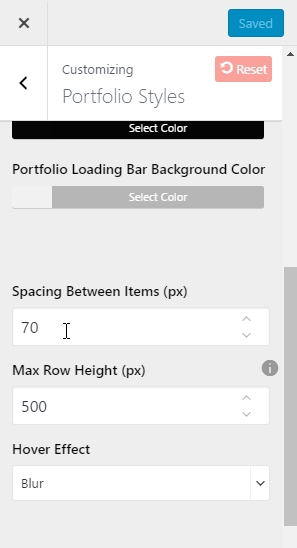 Saved
Customizing
Reset
Portfolio Styles
Select Color
Portfolio Loading Bar Background Color
Select Color
Spacing Between Items (px)
70
Max Row Height (px)
500
Hover Effect
Blur